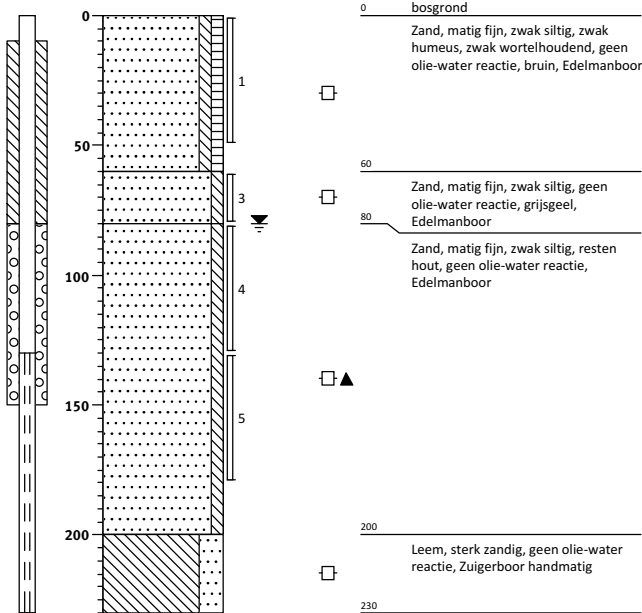 0
50
100
150
200
1
3
4
5
0 bosgrond
Zand, matig fijn, zwak siltig, zwak
humeus, zwak wortelhoudend, geen
olie-water reactie, bruin, Edelmanboor
60
Zand, matig fijn, zwak siltig, geen
olie-water reactie, grijsgeel,
Edelmanboor
80
Zand, matig fijn, zwak siltig, resten
hout, geen olie-water reactie,
Edelmanboor
200
Leem, sterk zandig, geen olie-water
reactie, Zuigerboor handmatig
230